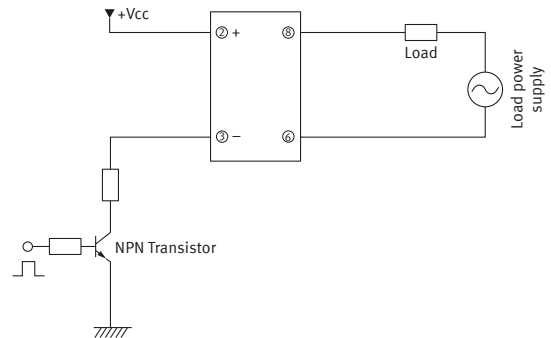 +Vcc
② +
⑧
Load
Load power
supply
③ −
⑥
NPN Transistor